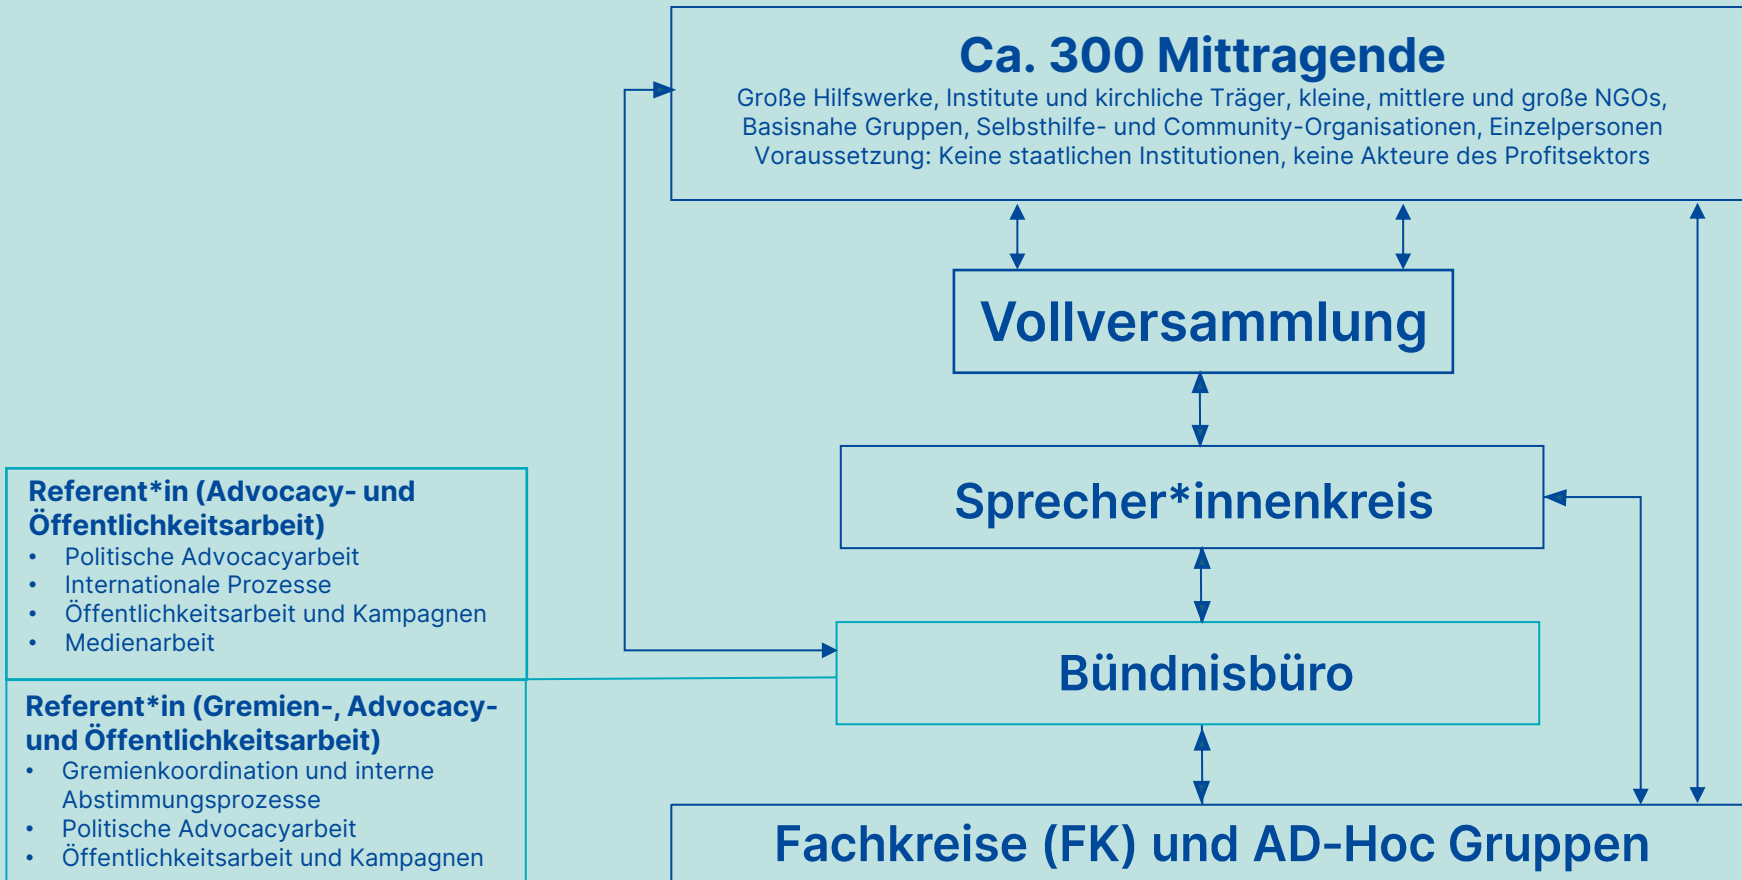 Ca. 300 Mittragende
Große Hilfswerke, Institute und kirchliche Träger, kleine, mittlere und große NGOs,
Basisnahe Gruppen, Selbsthilfe- und Community-Organisationen, Einzelpersonen
Voraussetzung: Keine staatlichen Institutionen, keine Akteure des Profitsektors
Vollversammlung
Sprecher*innenkreis
Referent*in (Advocacy- und
Öffentlichkeitsarbeit)
• Politische Advocacyarbeit
• Internationale Prozesse
• Öffentlichkeitsarbeit und Kampagnen
• Medienarbeit
Bündnisbüro
Referent*in (Gremien-, Advocacy-
und Öffentlichkeitsarbeit)
• Gremienkoordination und interne
Abstimmungsprozesse
• Politische Advocacyarbeit
• Öffentlichkeitsarbeit und Kampagnen
Fachkreise (FK) und AD-Hoc Gruppen